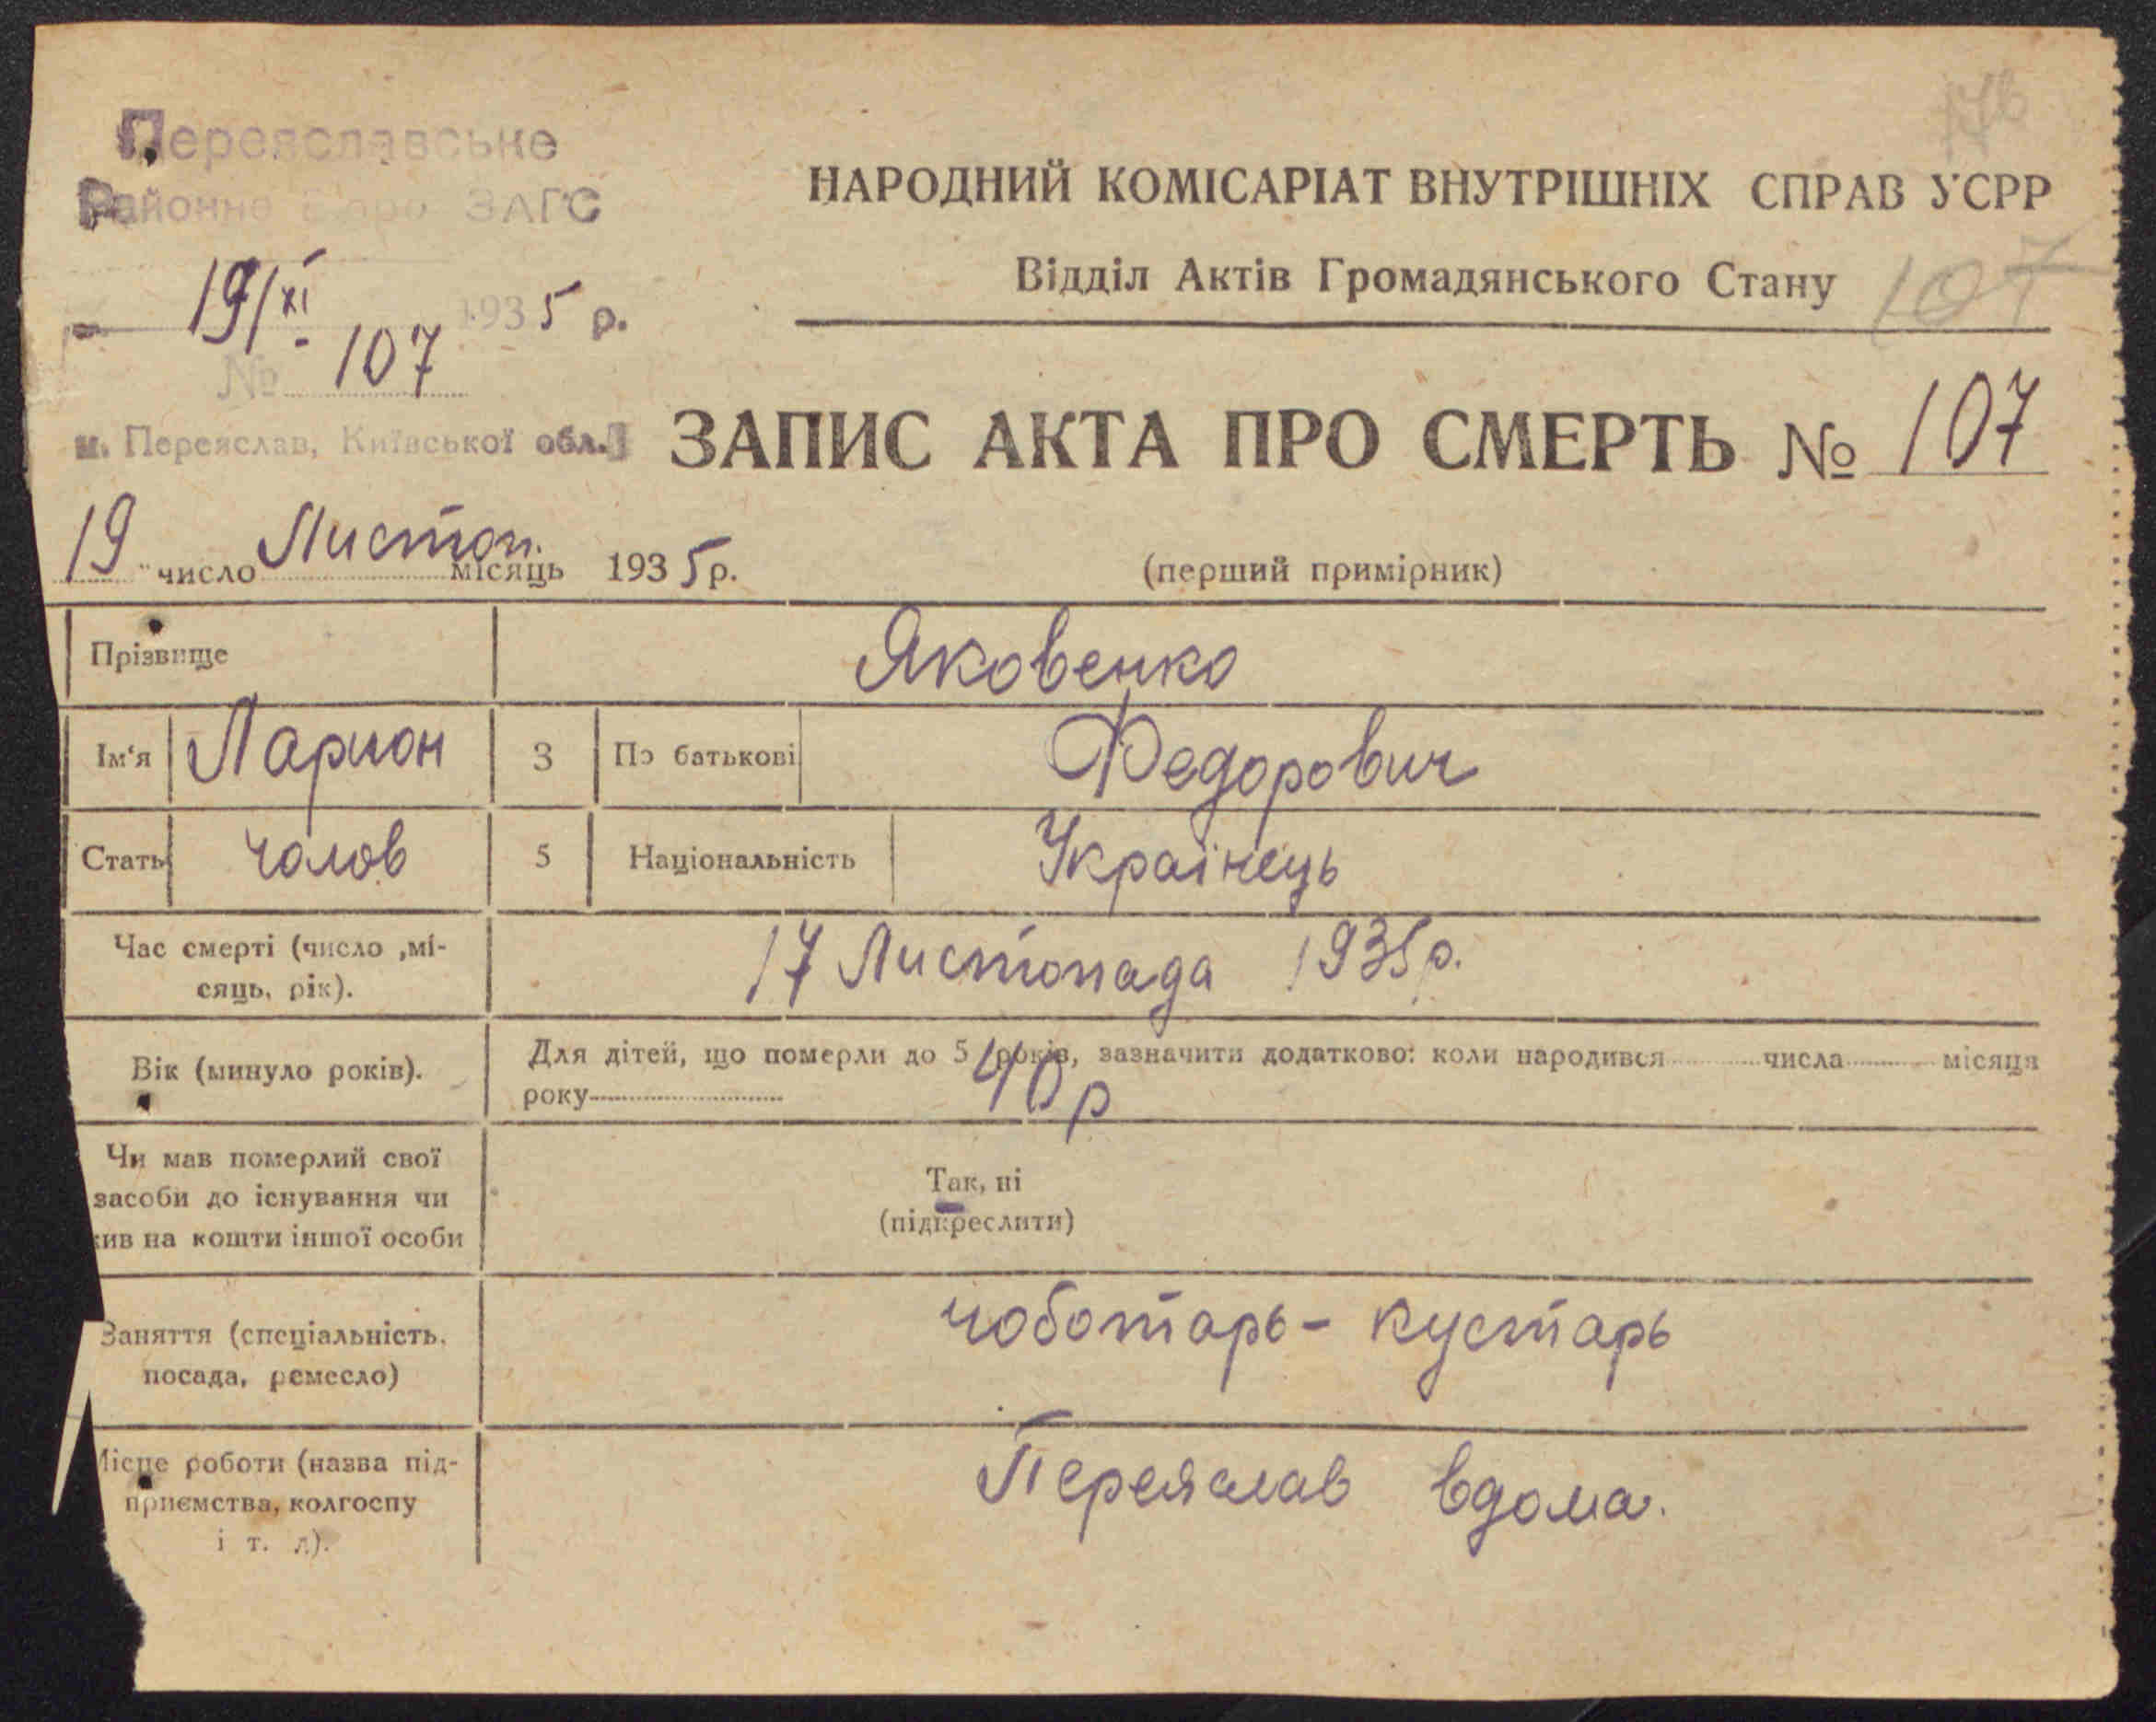 Переяславське
Районне Бюро ЗАГС
19/XI 1935 р.
№ 107
м. Переяслав, Київської обл.
НАРОДНИЙ КОМІСАРІАТ ВНУТРІШНІХ СПРАВ УСРР
Відділ Актів Громадянського Стану 107
ЗАПИС АКТА ПРО СМЕРТЬ № 107
19 "число Листоп. місяць 1935 р.
(перший примірник)
Прізвище Яковенко
Ім'я Ларион 3 По батькові Федорович
Стать чолов 5 Національність Українець
Час смерті (число ,мі-
сяць, рік).
17 Листопада 1935 р.
Вік (минуло років).
Для дітей, що померли до 5 років, зазначити додатково: коли народився числа місяця
року 40 р
Чи мав померлий свої
засоби до існування чи
жив на кошти іншої особи
Так, ні
(підкреслити)
Заняття (спеціальність,
посада, ремесло)
чоботарь - кустарь
Місце роботи (назва під-
приємства, колгоспу
і т. д).
Переяслав вдома.